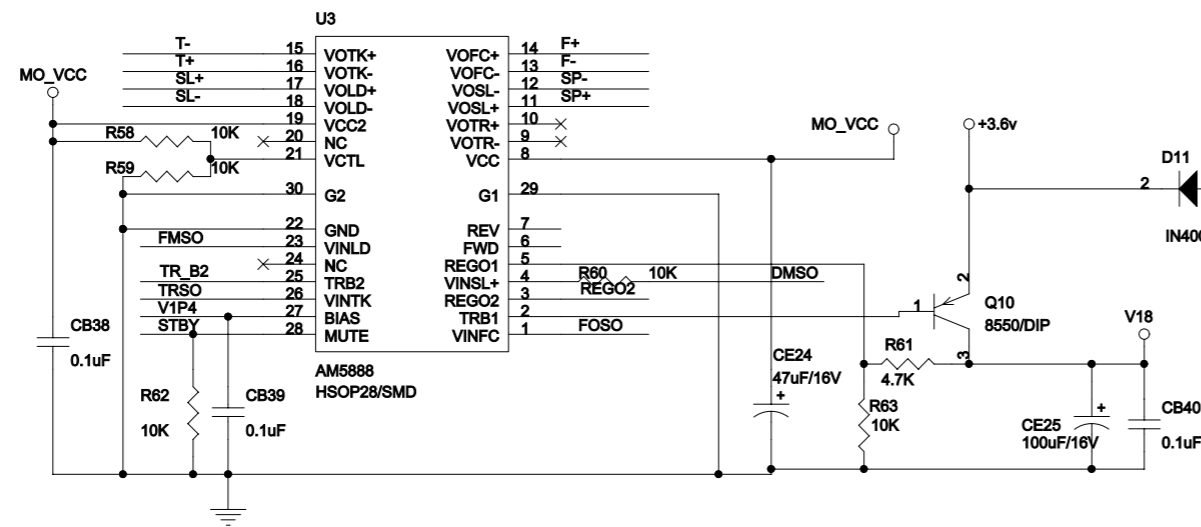 U3
T- 15 VOTK+ VOFC+ 14 F+
T+ 16 VOTK- VOFC- 13 F-
SL+ 17 VOLD+ VOSL- 12 SP-
SL- 18 VOLD- VOSL+ 11 SP+
MO_VCC
19 VCC2 VOTR+ 10
20 NC VOTR- 9
21 VCTL VCC 8
R58 10K
R59 10K
MO_VCC
+3.6v
30 G2 G1 29
22 GND REV 7
FMSO 23 VINLD FWD 6
24 NC REGO1 5
TR_B2 25 TRB2 VINSL+ 4 R60 10K DMSO
TRSO 26 VINTK REGO2 3 REGO2
V1P4 27 BIAS TRB1 2
STBY 28 MUTE VINFC 1 FOSO
AM5888
HSOP28/SMD
D11
2
IN400
2
1
3
Q10
8550/DIP
V18
CB38
0.1uF
R62
10K
CB39
0.1uF
CE24
47uF/16V
+
R61
4.7K
R63
10K
CE25
100uF/16V
+
CB40
0.1uF